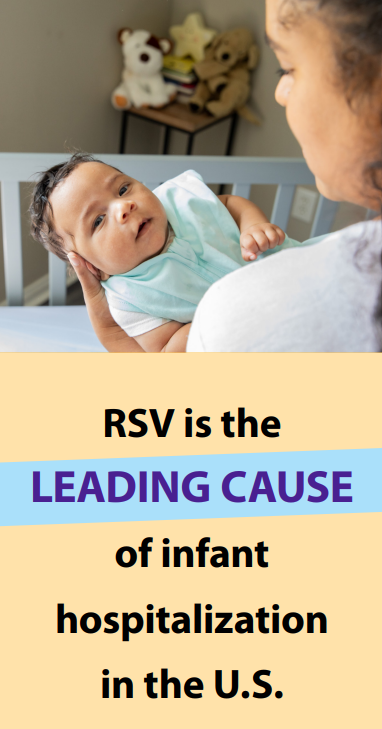 RSV is the
LEADING CAUSE
of infant
hospitalization
in the U.S.